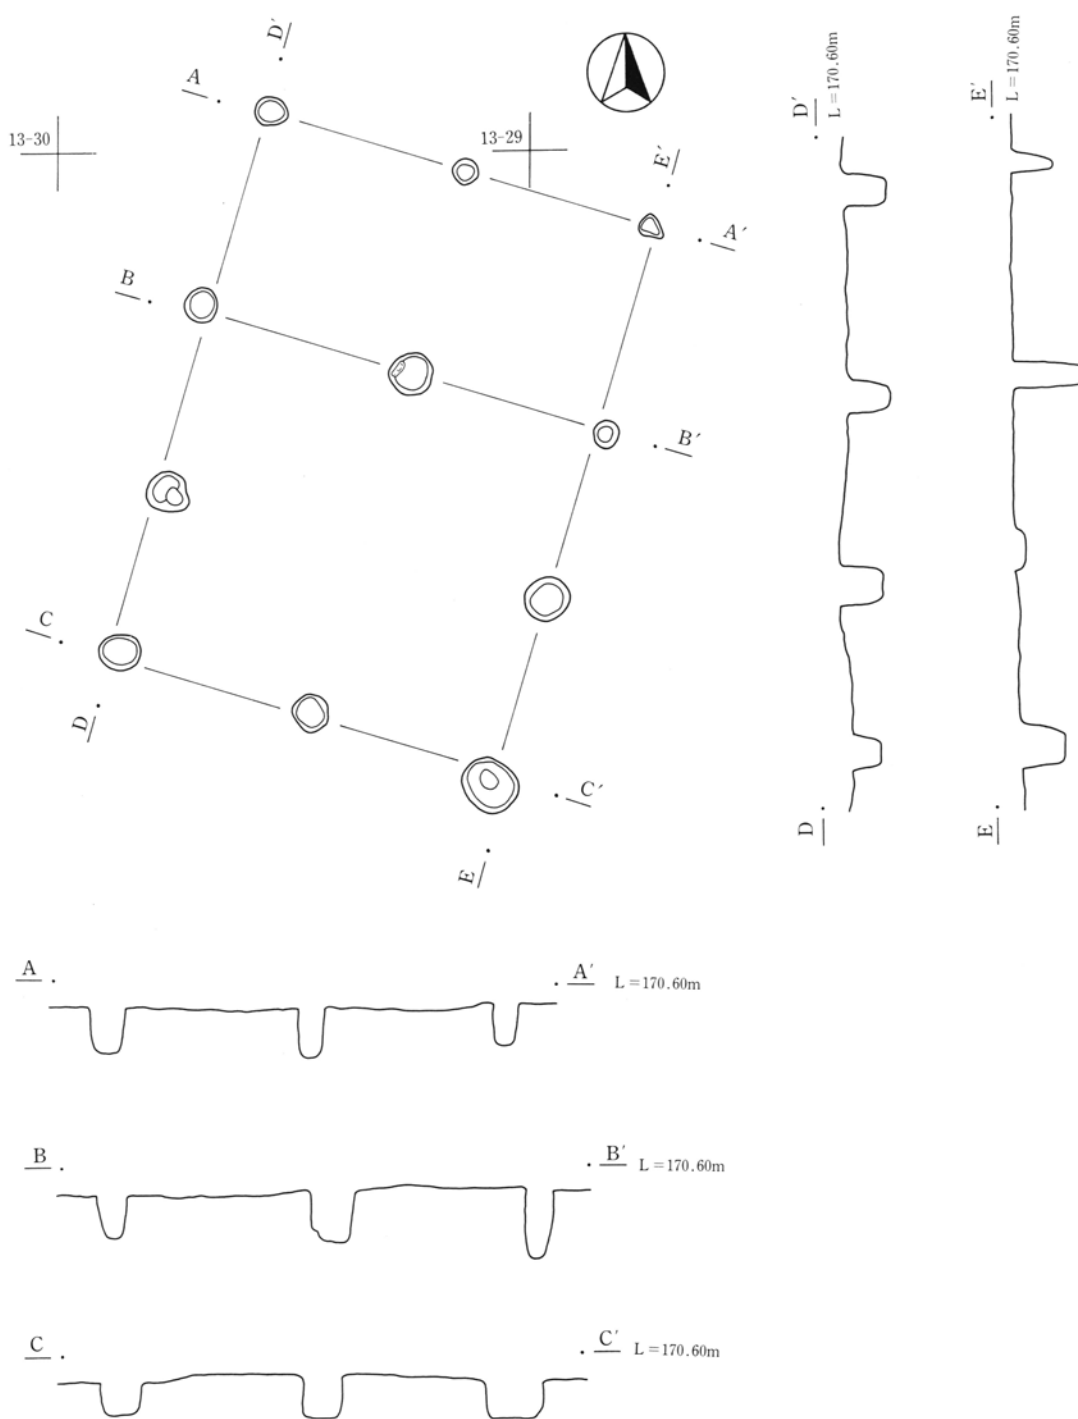 D′
A
13-30
13-29
E′
A′
B
B′
C
D
C′
E
D′
L=170.60m
E′
L=170.60m
D
E
A
A′ L=170.60m
B
B′ L=170.60m
C
C′ L=170.60m